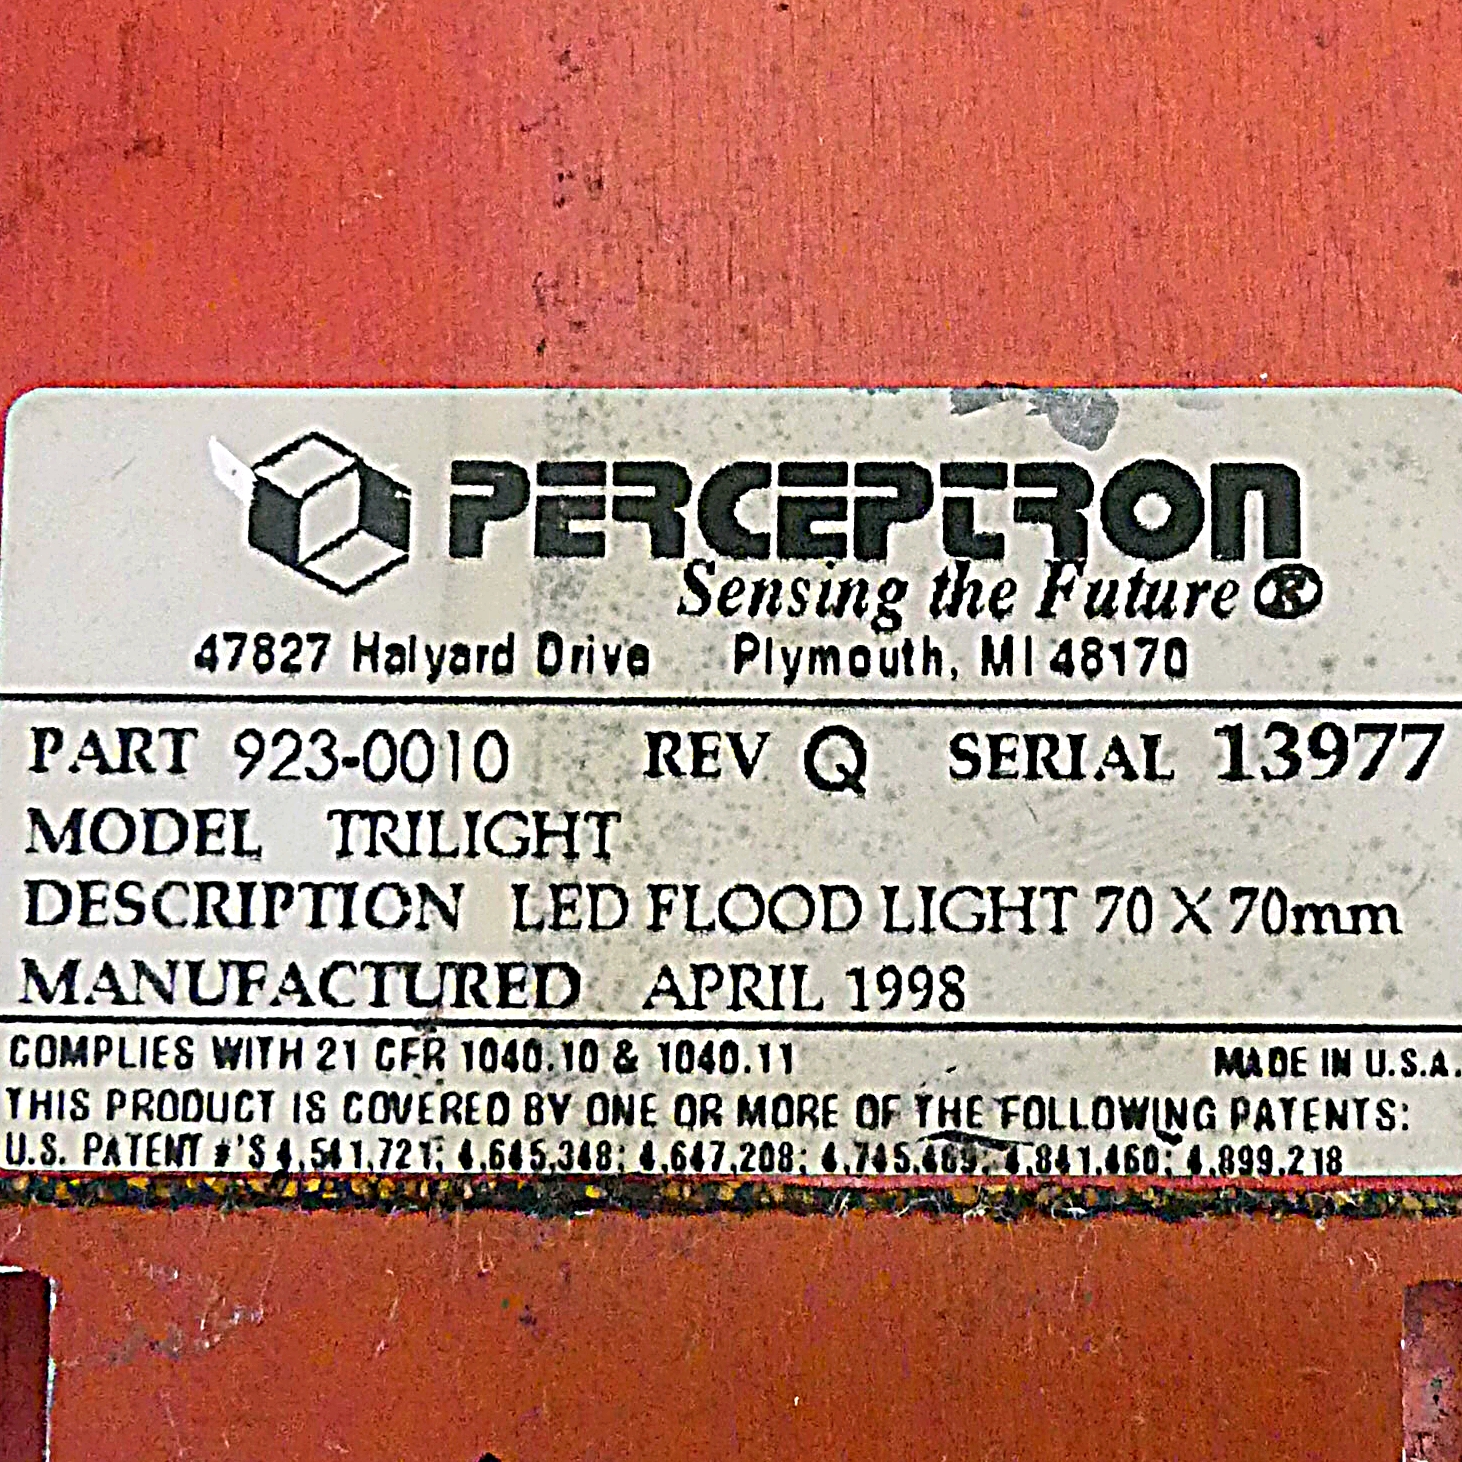 PERCEPTRON
Sensing the Future ®
47827 Halyard Drive Plymouth, MI 48170
PART 923-0010 REV Q SERIAL 13977
MODEL TRILIGHT
DESCRIPTION LED FLOOD LIGHT 70 X 70mm
MANUFACTURED APRIL 1998
COMPLIES WITH 21 CFR 1040.10 & 1040.11 MADE IN U.S.A.
THIS PRODUCT IS COVERED BY ONE OR MORE OF THE FOLLOWING PATENTS:
U.S. PATENT #'S 4,541,721; 4,645,348; 4,647,208; 4,745,469; 4,841,460; 4,899,218